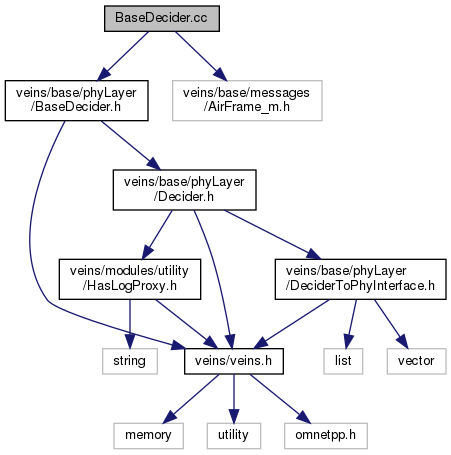 BaseDecider.cc
veins/base/phyLayer
/BaseDecider.h
veins/base/messages
/AirFrame_m.h
veins/base/phyLayer
/Decider.h
veins/modules/utility
/HasLogProxy.h
veins/base/phyLayer
/DeciderToPhyInterface.h
string
veins/veins.h
list
vector
memory
utility
omnetpp.h